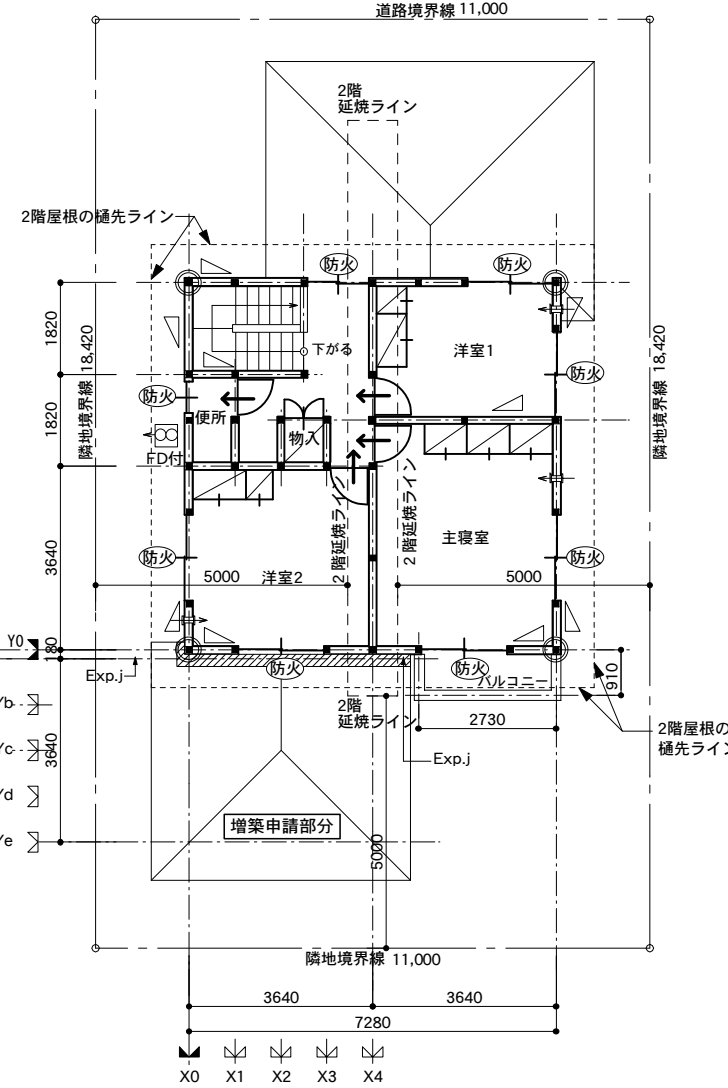 道路境界線 11,000
2階
延焼ライン
2階屋根の樋先ライン
防火
防火
1820
下がる
洋室1
隣地境界線 18,420
隣地境界線 18,420
防火
防火
1820
便所
物入
FD付
2階延焼ライン
2階延焼ライン
主寝室
3640
防火
防火
5000
洋室2
5000
Y0
180
Exp.j
防火
防火
バルコニー
910
Yb
2階
延焼ライン
2730
2階屋根の
樋先ライン
Yc
3640
Exp.j
Yd
増築申請部分
Ye
5000
隣地境界線 11,000
3640
3640
7280
X0 X1 X2 X3 X4